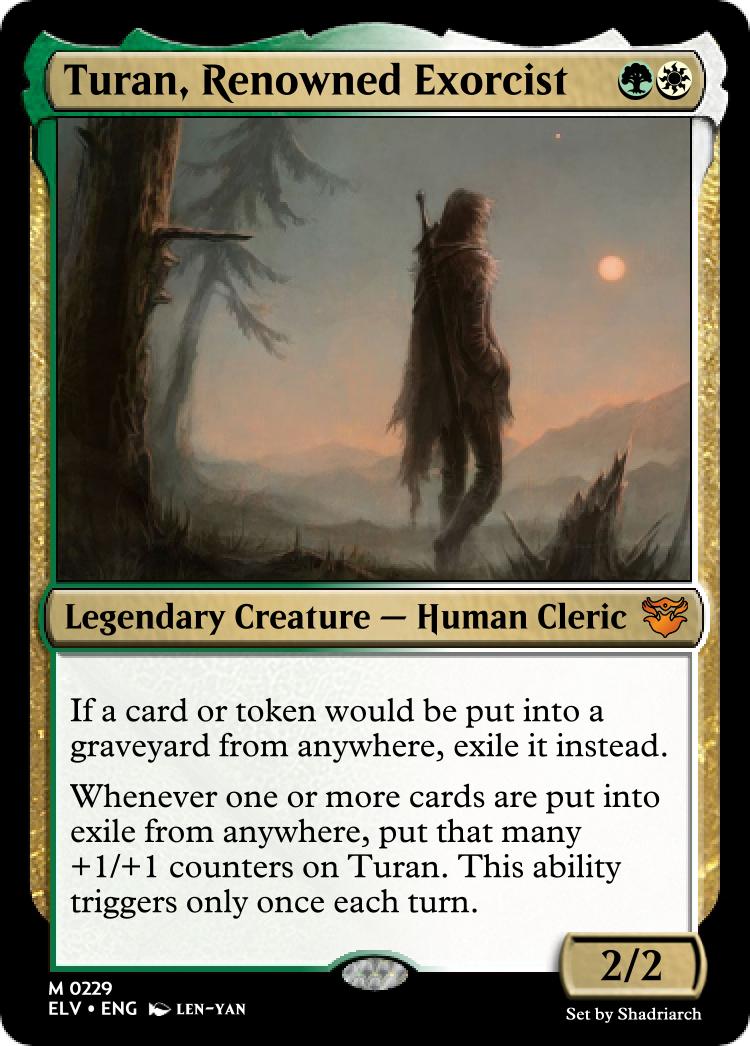 Turan, Renowned Exorcist
Legendary Creature — Human Cleric
If a card or token would be put into a
graveyard from anywhere, exile it instead.
Whenever one or more cards are put into
exile from anywhere, put that many
+1/+1 counters on Turan. This ability
triggers only once each turn.
2/2
M 0229
ELV • ENG LEN-YAN
Set by Shadriarch